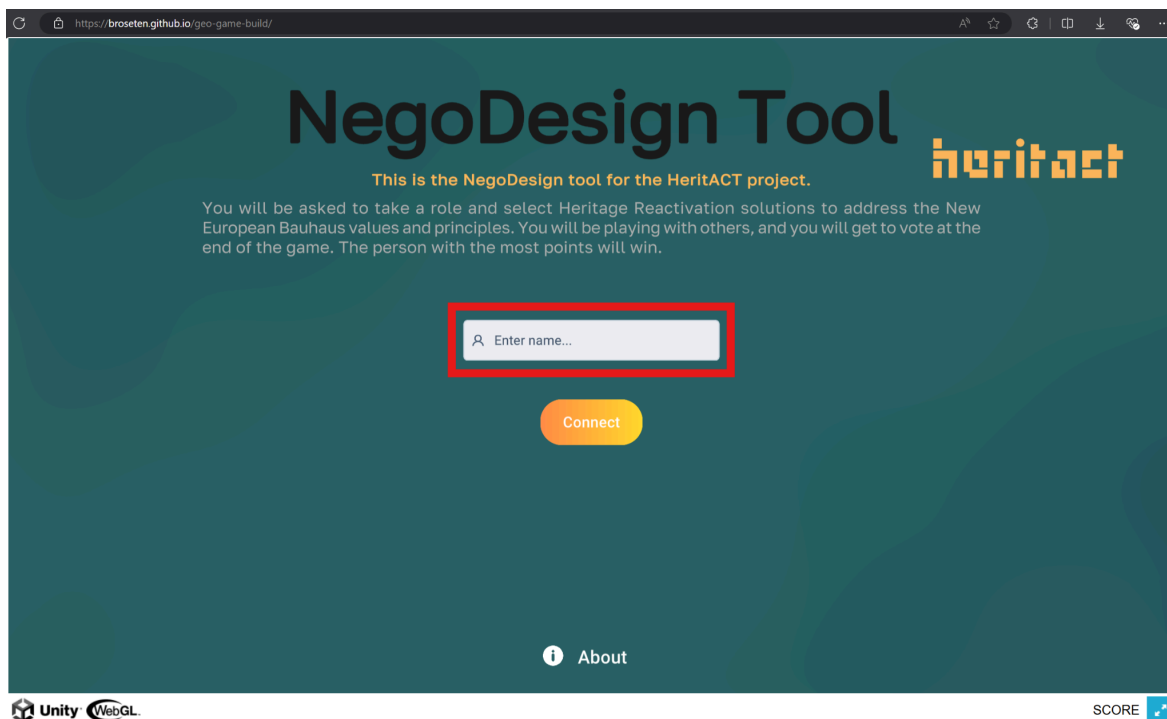 https://broseten.github.io/geo-game-build/
NegoDesign Tool
heritact
This is the NegoDesign tool for the HeritACT project.
You will be asked to take a role and select Heritage Reactivation solutions to address the New
European Bauhaus values and principles. You will be playing with others, and you will get to vote at the
end of the game. The person with the most points will win.
Enter name...
Connect
About
Unity WebGL.
SCORE